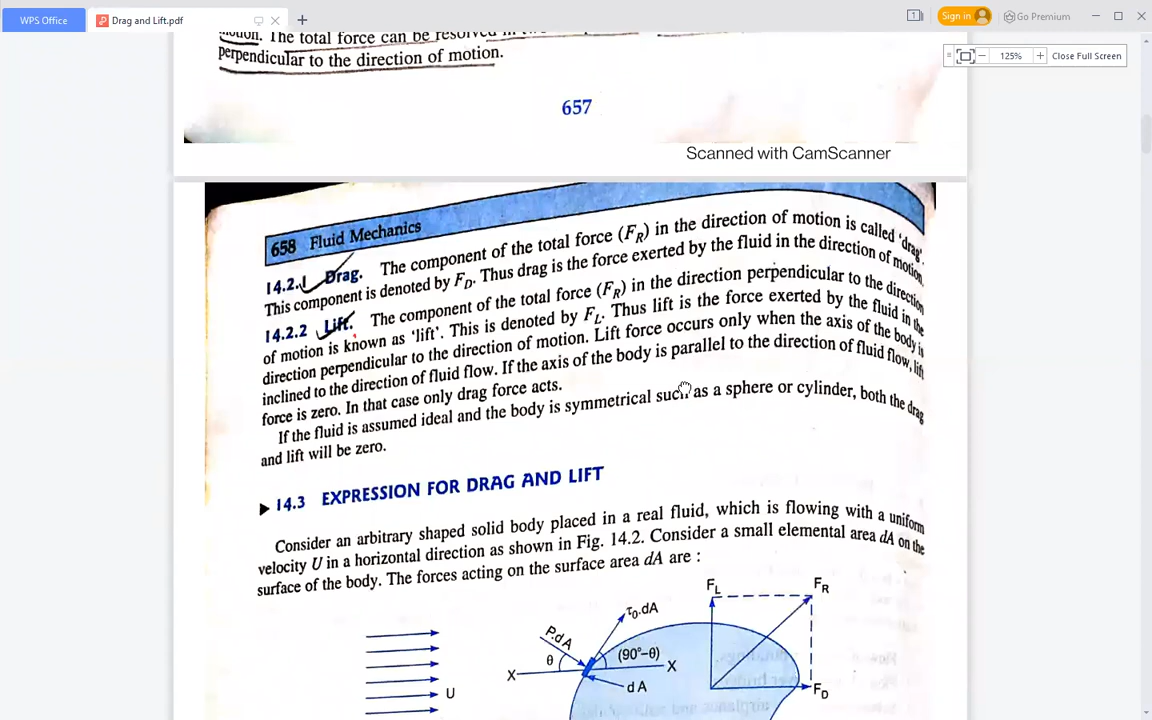 WPS Office
Drag and Lift.pdf
1
Sign in
Go Premium
125%
Close Full Screen
motion. The total force can be resolved in
perpendicular to the direction of motion.
657
Scanned with CamScanner
658 Fluid Mechanics
14.2.1 Drag. The component of the total force (F_R) in the direction of motion is called 'drag'.
This component is denoted by F_D. Thus drag is the force exerted by the fluid in the direction of motion.
14.2.2 Lift. The component of the total force (F_R) in the direction perpendicular to the direction
of motion is known as 'lift'. This is denoted by F_L. Thus lift is the force exerted by the fluid in the
direction perpendicular to the direction of motion. Lift force occurs only when the axis of the body is
inclined to the direction of fluid flow. If the axis of the body is parallel to the direction of fluid flow, lift
force is zero. In that case only drag force acts.
If the fluid is assumed ideal and the body is symmetrical such as a sphere or cylinder, both the drag
and lift will be zero.
14.3 EXPRESSION FOR DRAG AND LIFT
Consider an arbitrary shaped solid body placed in a real fluid, which is flowing with a uniform
velocity U in a horizontal direction as shown in Fig. 14.2. Consider a small elemental area dA on the
surface of the body. The forces acting on the surface area dA are :
F_L
F_R
τ₀.dA
P.dA
θ
(90°–θ)
X
X
dA
U
F_D